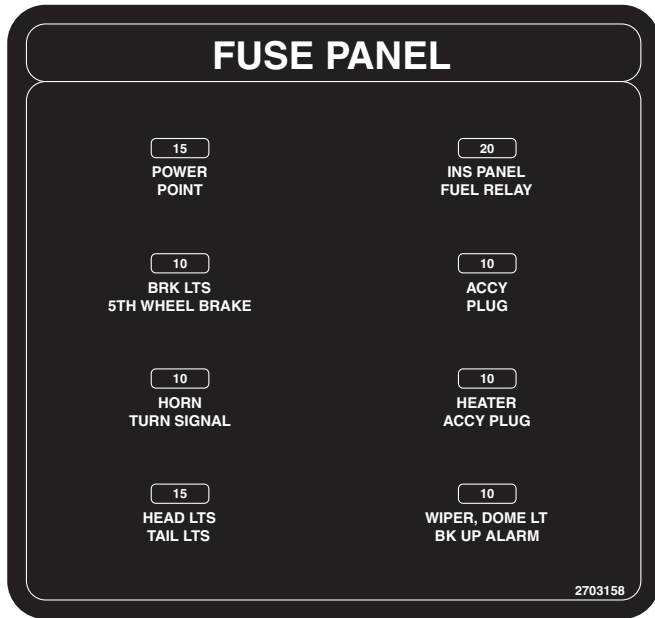 FUSE PANEL
15
POWER
POINT
20
INS PANEL
FUEL RELAY
10
BRK LTS
5TH WHEEL BRAKE
10
ACCY
PLUG
10
HORN
TURN SIGNAL
10
HEATER
ACCY PLUG
15
HEAD LTS
TAIL LTS
10
WIPER, DOME LT
BK UP ALARM
2703158